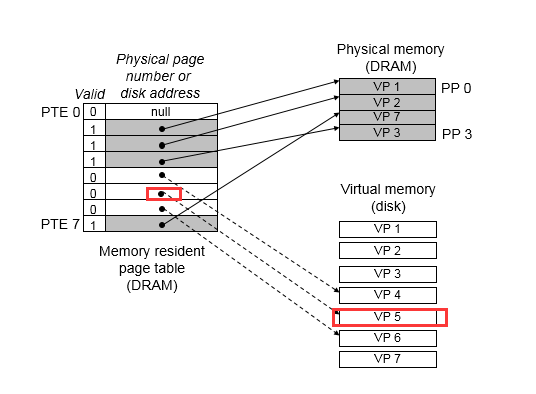 Physical page
number or
disk address
Valid
PTE 0
0
null
1
1
1
0
0
0
PTE 7
1
Memory resident
page table
(DRAM)
Physical memory
(DRAM)
VP 1
PP 0
VP 2
VP 7
VP 3
PP 3
Virtual memory
(disk)
VP 1
VP 2
VP 3
VP 4
VP 5
VP 6
VP 7